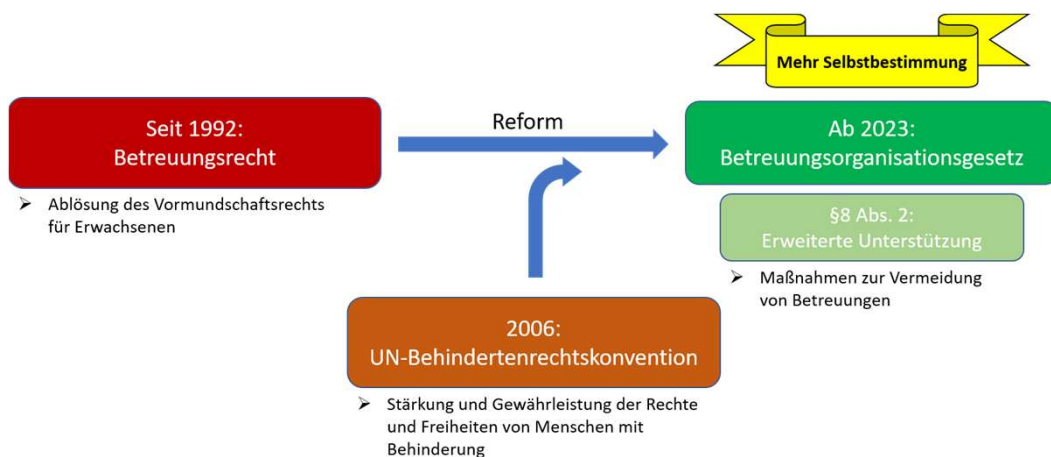 Mehr Selbstbestimmung
Seit 1992:
Betreuungsrecht
Reform
Ab 2023:
Betreuungsorganisationsgesetz
➢ Ablösung des Vormundschaftsrechts
für Erwachsenen
§8 Abs. 2:
Erweiterte Unterstützung
➢ Maßnahmen zur Vermeidung
von Betreuungen
2006:
UN-Behindertenrechtskonvention
➢ Stärkung und Gewährleistung der Rechte
und Freiheiten von Menschen mit
Behinderung